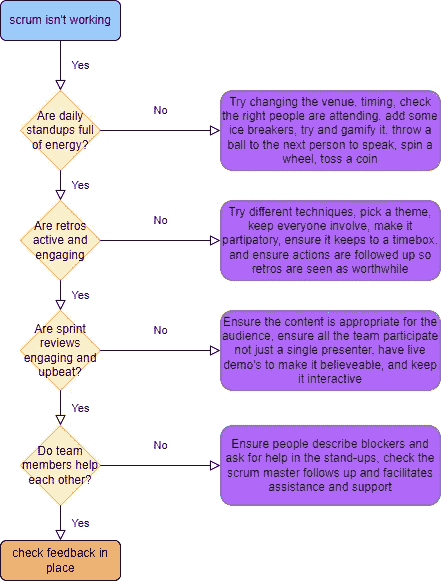 scrum isn't working
Yes
Are daily
standups full
of energy?
No
Try changing the venue. timing, check
the right people are attending. add some
ice breakers, try and gamify it. throw a
ball to the next person to speak, spin a
wheel, toss a coin
Yes
Are retros
active and
engaging
No
Try different techniques, pick a theme,
keep everyone involve, make it
partipatory, ensure it keeps to a timebox.
and ensure actions are followed up so
retros are seen as worthwhile
Yes
Are sprint
reviews
engaging and
upbeat?
No
Ensure the content is appropriate for the
audience, ensure all the team participate
not just a single presenter. have live
demo's to make it believeable, and keep
it interactive
Yes
Do team
members help
each other?
No
Ensure people describe blockers and
ask for help in the stand-ups, check the
scrum master follows up and facilitates
assistance and support
Yes
check feedback in
place